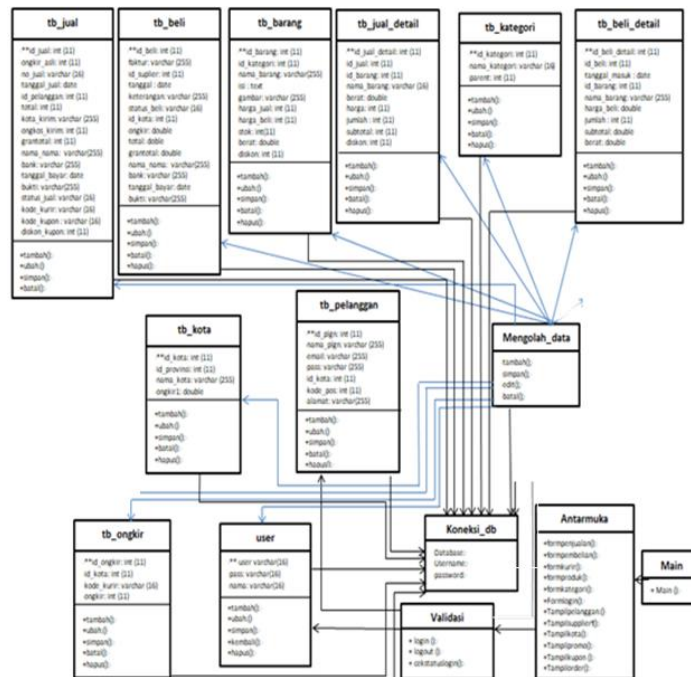 tb_jual
**id_jual: int (11)
ongkir_asli: int (11)
no_jual: varchar (16)
tanggal_jual: date
id_pelanggan: int (11)
total: int (11)
kota_kirim: varchar(255)
ongkos_kirim: int (11)
grantotal: int (11)
nama_nama: varchar(255)
bank: varchar (255)
tanggal_bayar: date
bukti: varchar(255)
status_jual: varchar (16)
kode_kurir: varchar(16)
kode_kupon: varchar (16)
diskon_kupon: int (11)
+tambah();
+ubah:()
+simpan();
+batal();
tb_beli
**id_beli: int (11)
faktur: varchar (255)
id_suplier: int (11)
tanggal : date
keterangan: varchar (255)
status_beli: varchar (16)
id_kota: int (11)
ongkir: double
total: doble
grantotal: double
nama_nama: varchar (255)
bank: varchar (255)
tanggal_bayar: date
bukti: varchar(255)
+tambah();
+ubah:()
+simpan();
+batal();
+hapus();
tb_barang
**id_barang: int (11)
id_kategori: int (11)
nama_barang: varchar(255)
isi : text
gambar: varchar (255)
harga_jual: int (11)
harga_beli: int (11)
stok: int(11)
berat: double
diskon: int (11)
+tambah();
+ubah:()
+simpan();
+batal();
+hapus();
tb_jual_detail
**id_jual_detail: int (11)
id_jual: int (11)
id_barang: int (11)
nama_barang: varchar (16)
berat: double
harga: int (11)
jumlah : int (11)
subtotal: int (11)
diskon: int (11)
+tambah();
+ubah:()
+simpan();
+batal();
+hapus();
tb_kategori
**id_kategori: int (11)
nama_kategori: varchar (16)
parent: int (11)
+tambah();
+ubah:()
+simpan();
+batal();
+hapus();
tb_beli_detail
**id_beli_detail: int (11)
id_beli: int (11)
tanggal_masuk : date
id_barang: int (11)
nama_barang: varchar (255)
harga_beli: int (11)
jumlah : int (11)
subtotal: double
berat: double
+tambah();
+ubah:()
+simpan();
+batal();
+hapus();
tb_kota
**id_kota: int (11)
id_provinsi: int (11)
nama_kota: varchar (255)
ongkir1: double
+tambah();
+ubah:()
+simpan();
+batal();
+hapus();
tb_pelanggan
**id_plgn: int (11)
nama_plgn: varchar (255)
email: varchar (255)
pass: varchar (255)
id_kota: int (11)
kode_pos: int (11)
alamat: varchar(255)
+tambah();
+ubah:()
+simpan();
+batal();
+hapus();
Mengolah_data
tambah();
simpan();
edit();
batal();
tb_ongkir
**id_ongkir: int (11)
id_kota: int (11)
kode_kurir: varchar (16)
ongkir: int (11)
+tambah();
+ubah:()
+simpan();
+batal();
+hapus();
user
** user varchar(16)
pass: varchar(16)
nama: varchar(16)
+tambah();
+ubah:()
+simpan();
+kembali();
+hapus();
Koneksi_db
Database:
Username:
password:
Validasi
+ login ();
+ logout ();
+ cekstatuslogin();
Antarmuka
+formpenjualan();
+formpembelian();
+formkurir();
+formproduk();
+formkategori();
+Formlogin();
+Tampilpelanggan();
+Tampilsupplierf();
+Tampilkota();
+Tampilpromo();
+Tampilkupon ();
+Tampilorder();
Main
+ Main ();